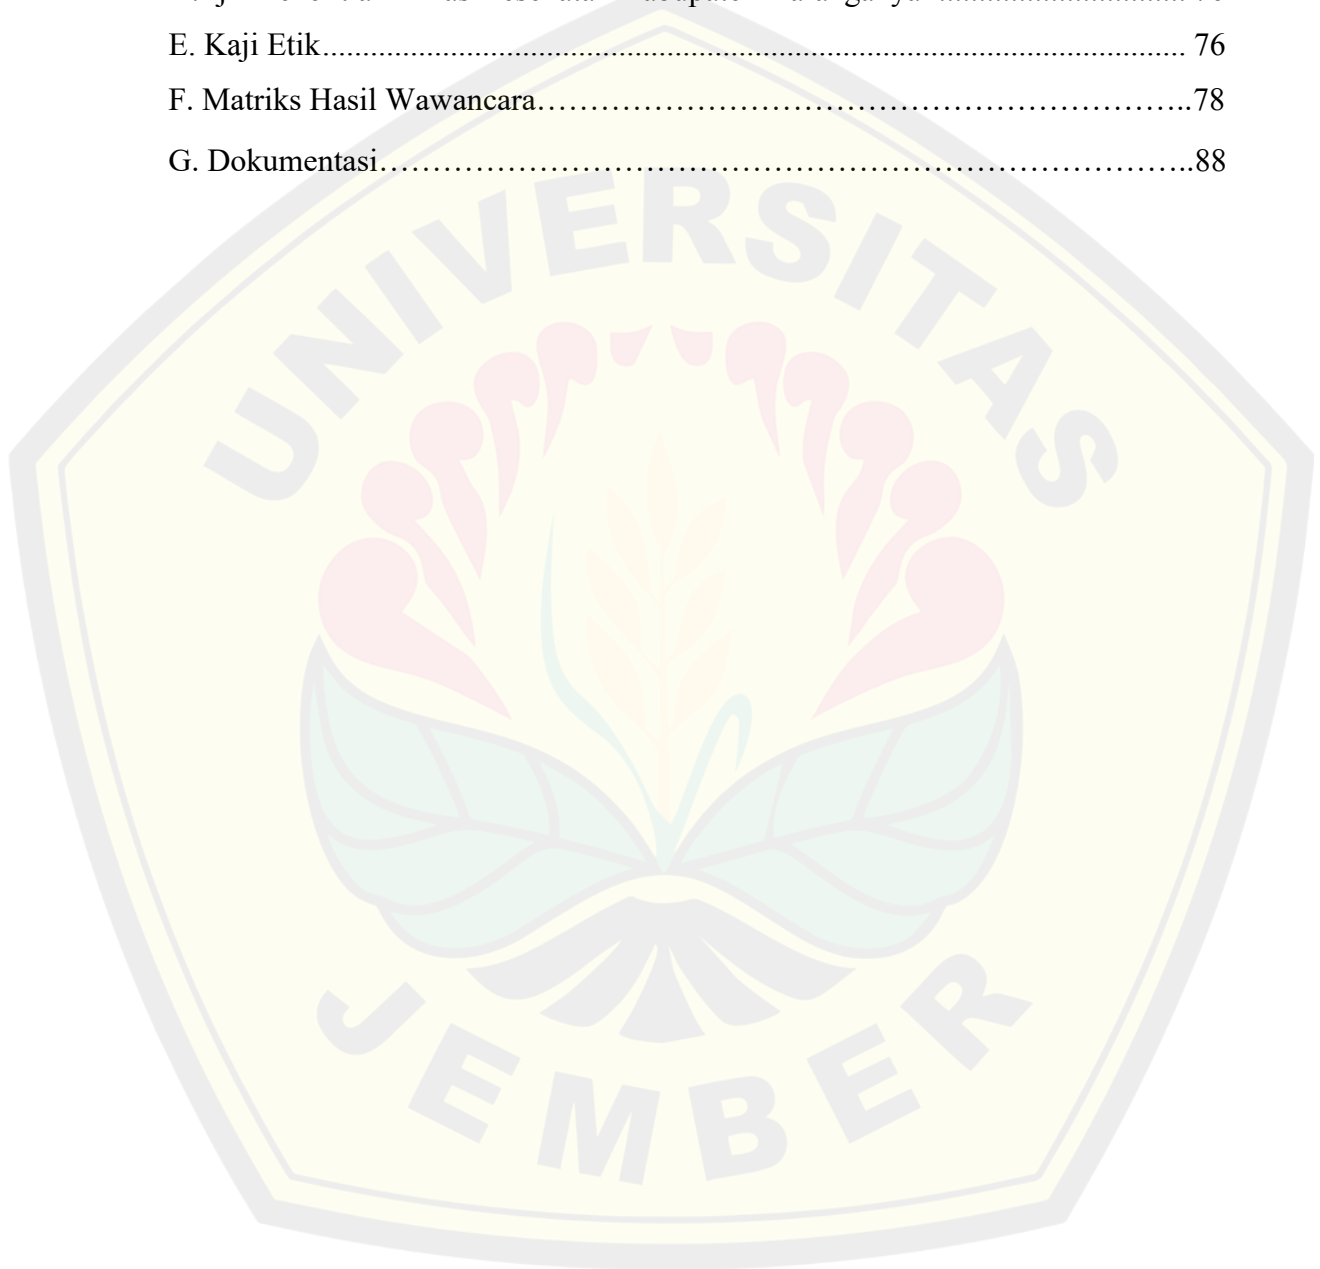 E. Kaji Etik........................................................................................................... 76
F. Matriks Hasil Wawancara……………………………………………………..78
G. Dokumentasi…………………………………………………………………..88
UNIVERSITAS
JEMBER